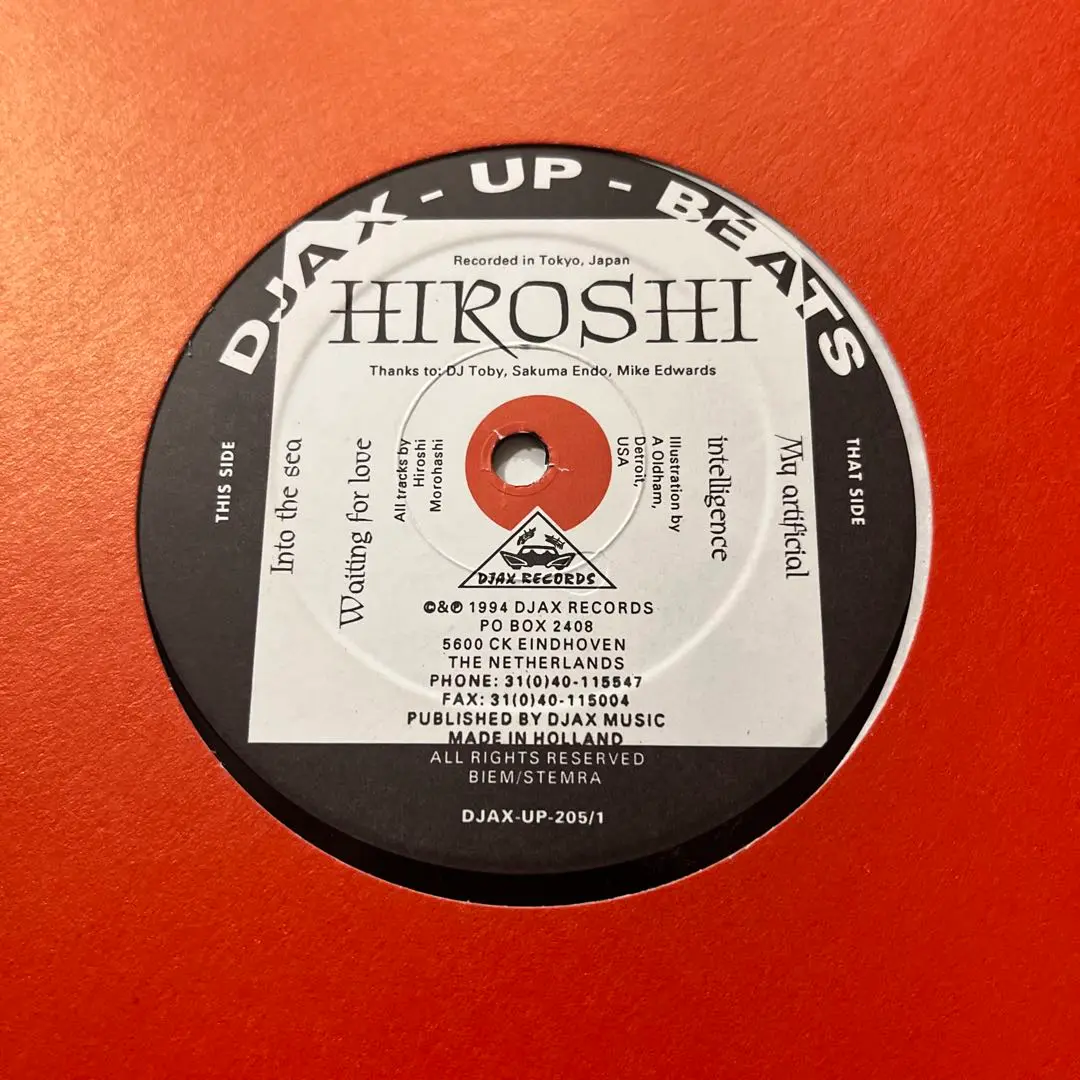 DJAX - UP - BEATS
Recorded in Tokyo, Japan
HIROSHI
Thanks to: DJ Toby, Sakuma Endo, Mike Edwards
THIS SIDE
Into the sea
Waiting for love
All tracks by
Hiroshi
Morohashi
THAT SIDE
My artificial
intelligence
Illustration by
A Oldham,
Detroit,
USA
DJAX RECORDS
©&℗ 1994 DJAX RECORDS
PO BOX 2408
5600 CK EINDHOVEN
THE NETHERLANDS
PHONE: 31(0)40-115547
FAX: 31(0)40-115004
PUBLISHED BY DJAX MUSIC
MADE IN HOLLAND
ALL RIGHTS RESERVED
BIEM/STEMRA
DJAX-UP-205/1